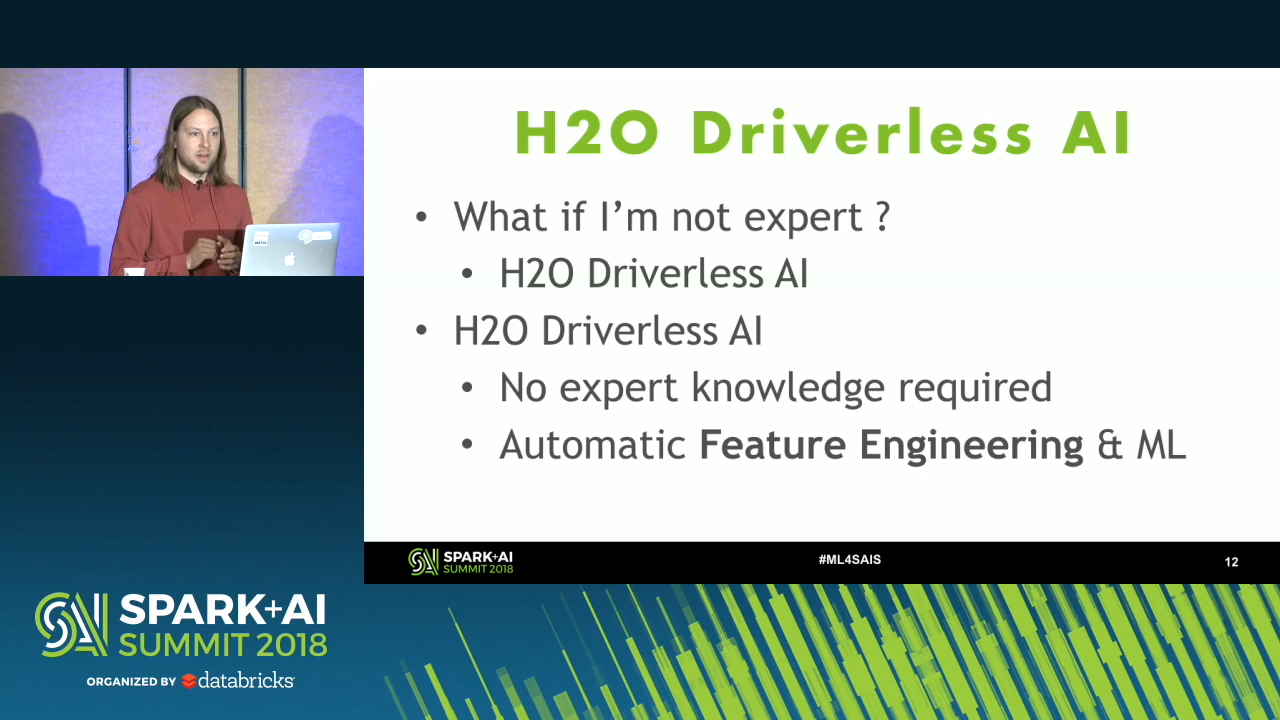 H2O Driverless AI
• What if I’m not expert ?
• H2O Driverless AI
• H2O Driverless AI
• No expert knowledge required
• Automatic Feature Engineering & ML
SPARK+AI
SUMMIT 2018
#ML4SAIS
12
SPARK+AI
SUMMIT 2018
ORGANIZED BY databricks